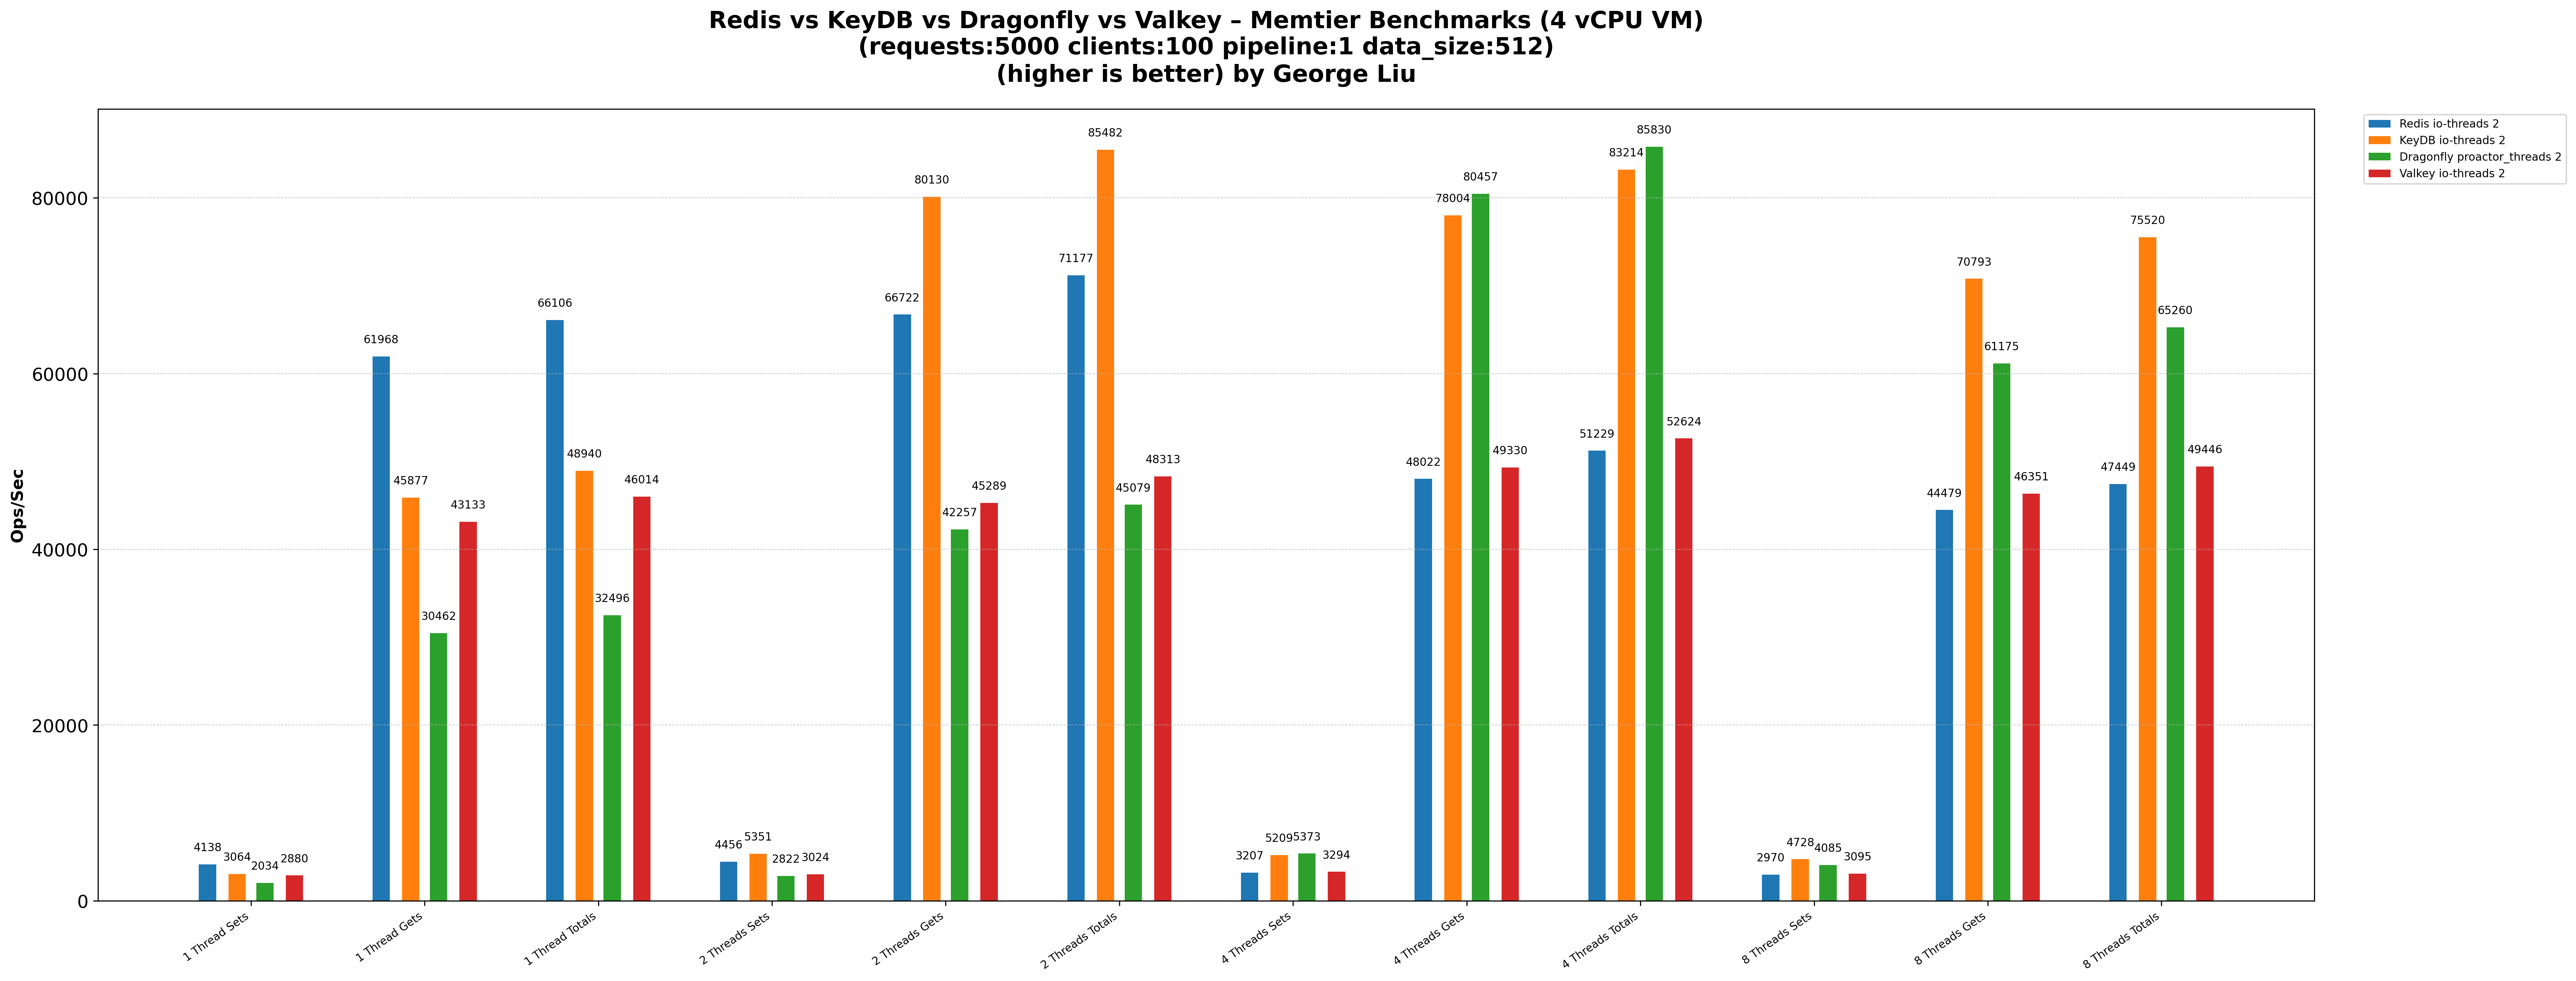 Redis vs KeyDB vs Dragonfly vs Valkey – Memtier Benchmarks (4 vCPU VM)
(requests:5000 clients:100 pipeline:1 data_size:512)
(higher is better) by George Liu
Redis io-threads 2
KeyDB io-threads 2
Dragonfly proactor_threads 2
Valkey io-threads 2
Ops/Sec
80000
60000
40000
20000
0
4138
3064
2034
2880
61968
45877
30462
43133
66106
48940
32496
46014
4456
5351
2822
3024
66722
80130
42257
45289
71177
85482
45079
48313
3207
5209
5373
3294
48022
78004
80457
49330
51229
83214
85830
52624
2970
4728
4085
3095
44479
70793
61175
46351
47449
75520
65260
49446
1 Thread Sets
1 Thread Gets
1 Thread Totals
2 Threads Sets
2 Threads Gets
2 Threads Totals
4 Threads Sets
4 Threads Gets
4 Threads Totals
8 Threads Sets
8 Threads Gets
8 Threads Totals